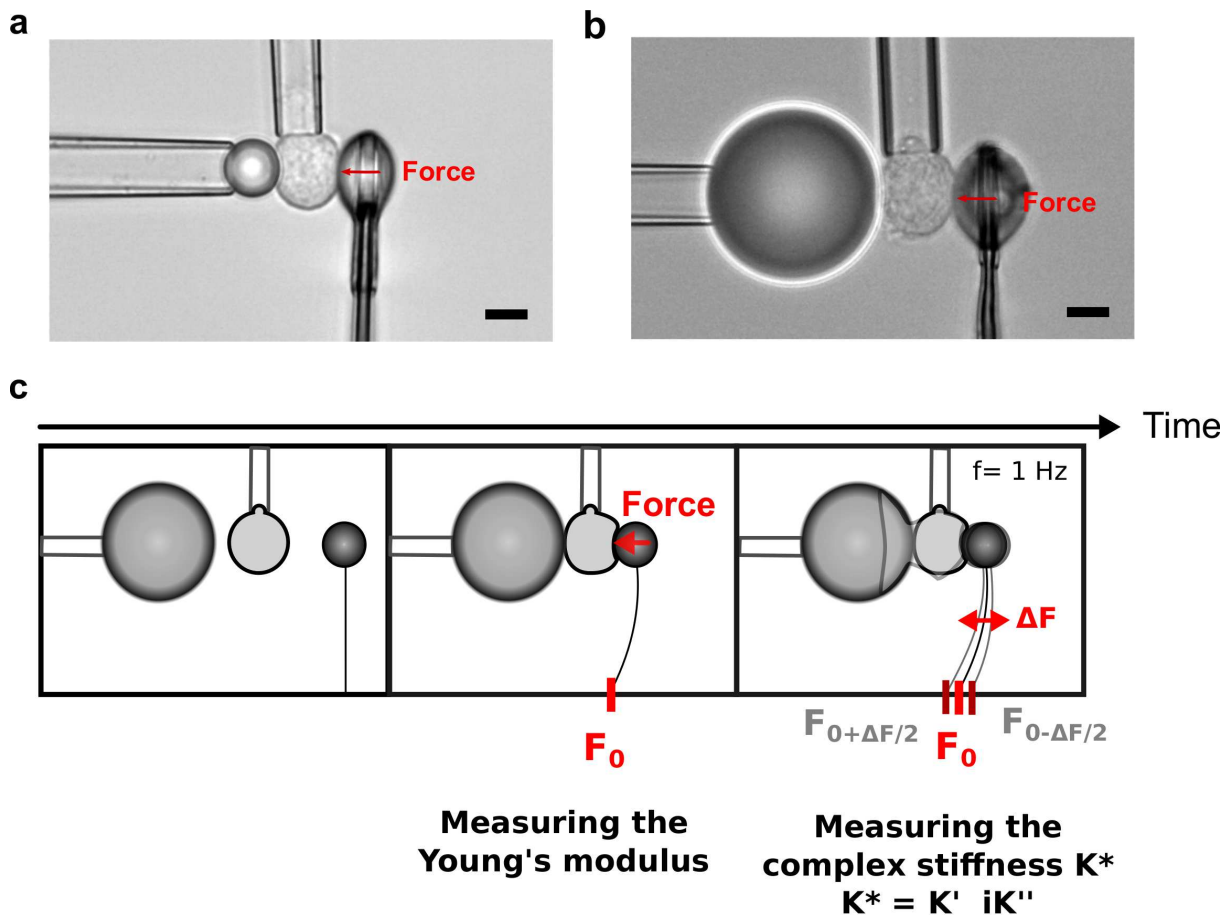 a
b
Force
Force
c
Time
f= 1 Hz
Force
ΔF
F0+ΔF/2
F0-ΔF/2
F0
F0
Measuring the
Young's modulus
Measuring the
complex stiffness K*
K* = K' iK''